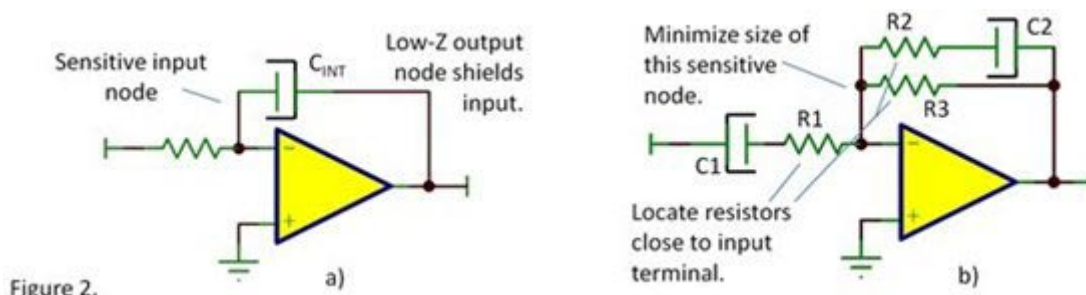 Sensitive input
node
CINT
Low-Z output
node shields
input.
−
+
a)
Figure 2.
Minimize size of
this sensitive
node.
R2
C2
R3
R1
C1
−
+
Locate resistors
close to input
terminal.
b)